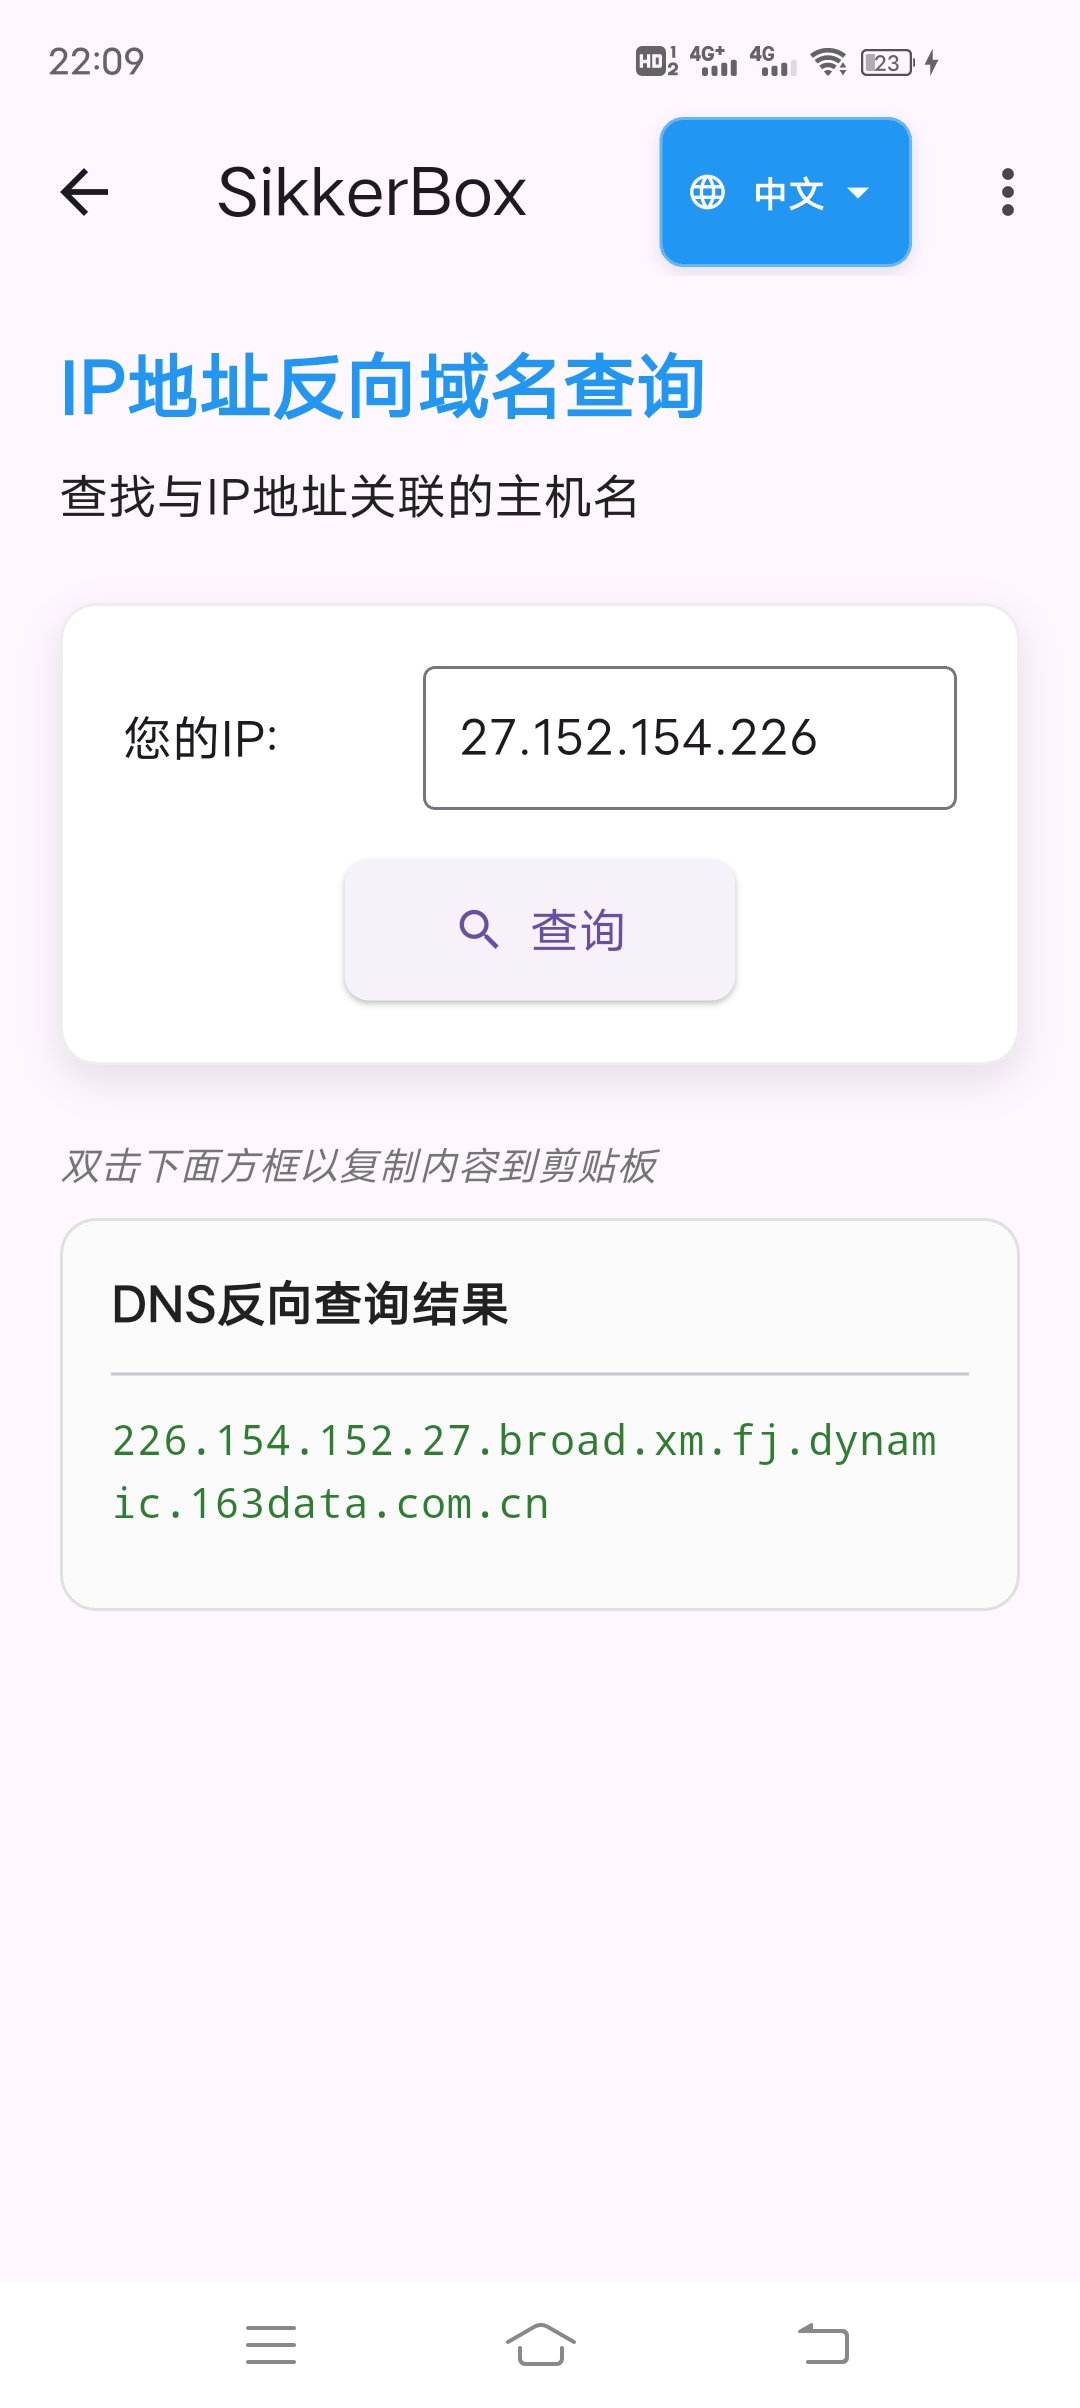 22:09
HD 1 2 4G+ 4G 23
SikkerBox
中文
IP地址反向域名查询
查找与IP地址关联的主机名
您的IP:
27.152.154.226
查询
双击下面方框以复制内容到剪贴板
DNS反向查询结果
226.154.152.27.broad.xm.fj.dynam
ic.163data.com.cn